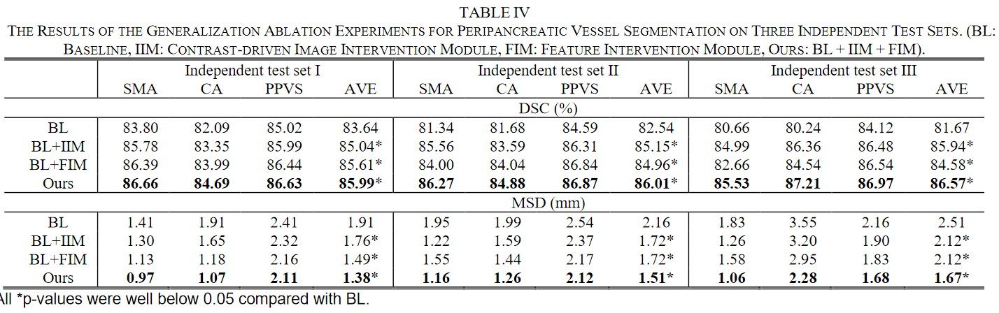 TABLE IV
THE RESULTS OF THE GENERALIZATION ABLATION EXPERIMENTS FOR PERIPANCREATIC VESSEL SEGMENTATION ON THREE INDEPENDENT TEST SETS. (BL:
BASELINE, IIM: CONTRAST-DRIVEN IMAGE INTERVENTION MODULE, FIM: FEATURE INTERVENTION MODULE, OURS: BL + IIM + FIM).
Independent test set I Independent test set II Independent test set III
SMA CA PPVS AVE SMA CA PPVS AVE SMA CA PPVS AVE
DSC (%)
BL 83.80 82.09 85.02 83.64 81.34 81.68 84.59 82.54 80.66 80.24 84.12 81.67
BL+IIM 85.78 83.35 85.99 85.04* 85.56 83.59 86.31 85.15* 84.99 86.36 86.48 85.94*
BL+FIM 86.39 83.99 86.44 85.61* 84.00 84.04 86.84 84.96* 82.66 84.54 86.54 84.58*
Ours 86.66 84.69 86.63 85.99* 86.27 84.88 86.87 86.01* 85.53 87.21 86.97 86.57*
MSD (mm)
BL 1.41 1.91 2.41 1.91 1.95 1.99 2.54 2.16 1.83 3.55 2.16 2.51
BL+IIM 1.30 1.65 2.32 1.76* 1.22 1.59 2.37 1.72* 1.26 3.20 1.90 2.12*
BL+FIM 1.13 1.18 2.16 1.49* 1.55 1.44 2.17 1.72* 1.58 2.95 1.83 2.12*
Ours 0.97 1.07 2.11 1.38* 1.16 1.26 2.12 1.51* 1.06 2.28 1.68 1.67*
All *p-values were well below 0.05 compared with BL.